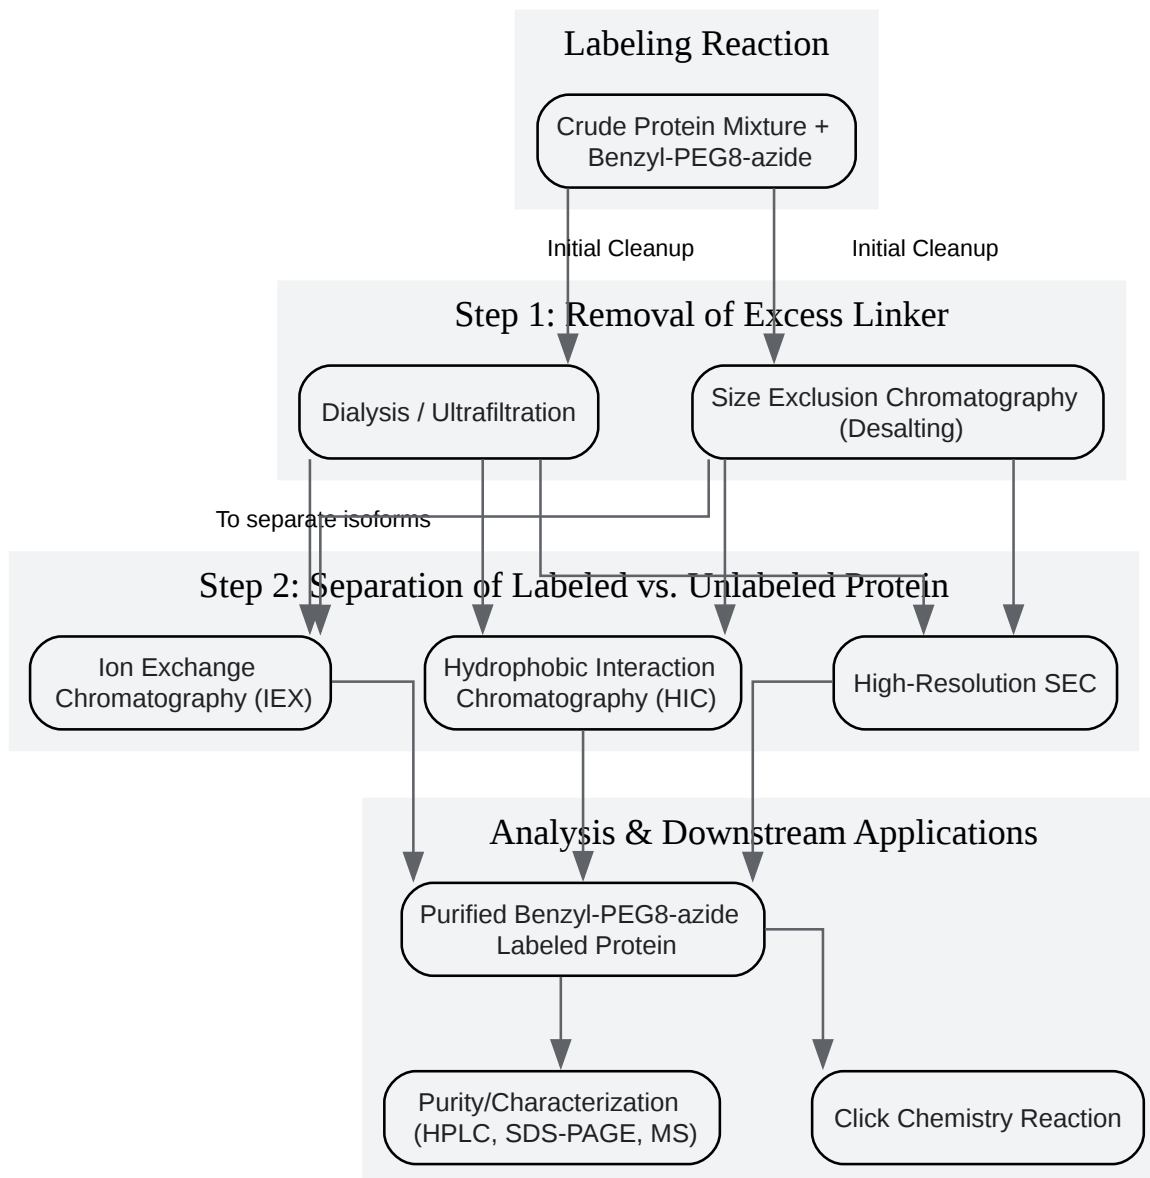 Labeling Reaction
Crude Protein Mixture +
Benzyl-PEG8-azide
Initial Cleanup
Initial Cleanup
Step 1: Removal of Excess Linker
Dialysis / Ultrafiltration
Size Exclusion Chromatography
(Desalting)
To separate isoforms
Step 2: Separation of Labeled vs. Unlabeled Protein
Ion Exchange
Chromatography (IEX)
Hydrophobic Interaction
Chromatography (HIC)
High-Resolution SEC
Analysis & Downstream Applications
Purified Benzyl-PEG8-azide
Labeled Protein
Purity/Characterization
(HPLC, SDS-PAGE, MS)
Click Chemistry Reaction